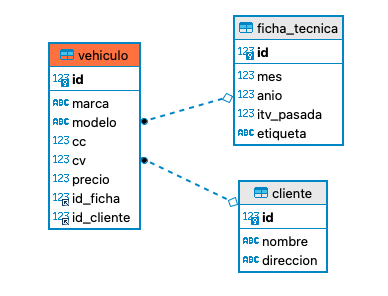 vehiculo
123 id
ABC marca
ABC modelo
123 cc
123 cv
123 precio
123 id_ficha
123 id_cliente
ficha_tecnica
123 id
123 mes
123 anio
123 itv_pasada
ABC etiqueta
cliente
123 id
ABC nombre
ABC direccion